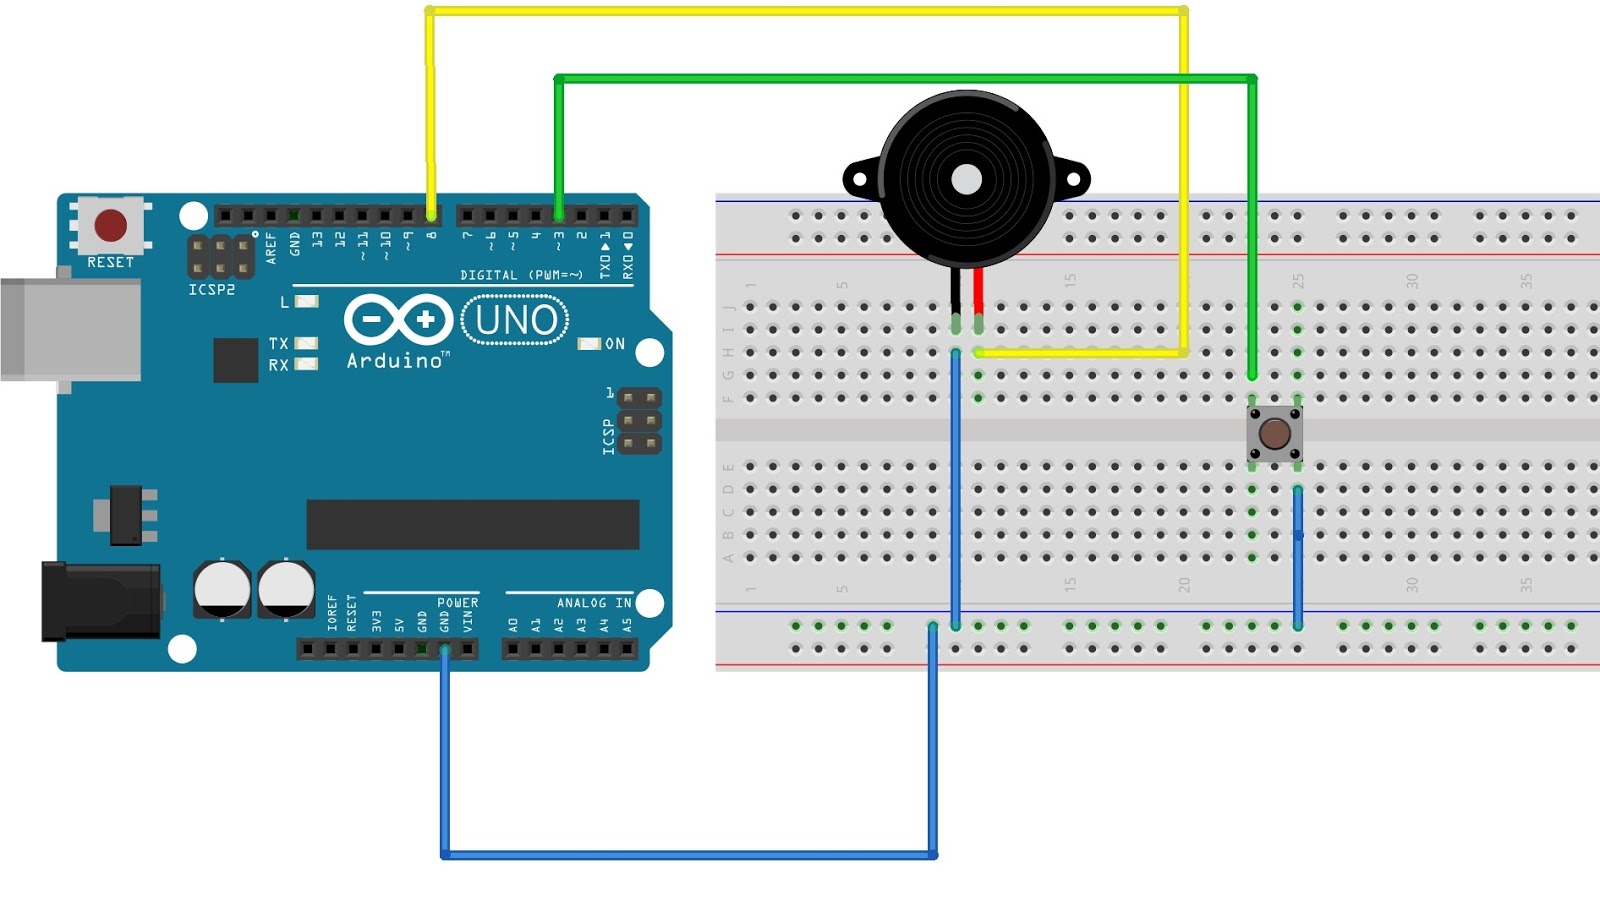 RESET
ICSP2
AREF
GND
13
12
~11
~10
~9
8
7
~6
~5
4
~3
2
TX0▶1
RX0◀0
DIGITAL (PWM=~)
L
TX
RX
UNO
Arduino™
ON
1
ICSP
IOREF
RESET
3V3
5V
GND
GND
VIN
POWER
ANALOG IN
A0
A1
A2
A3
A4
A5
1
5
15
25
30
35
J
I
H
G
F
E
D
C
B
A
1
5
15
20
30
35